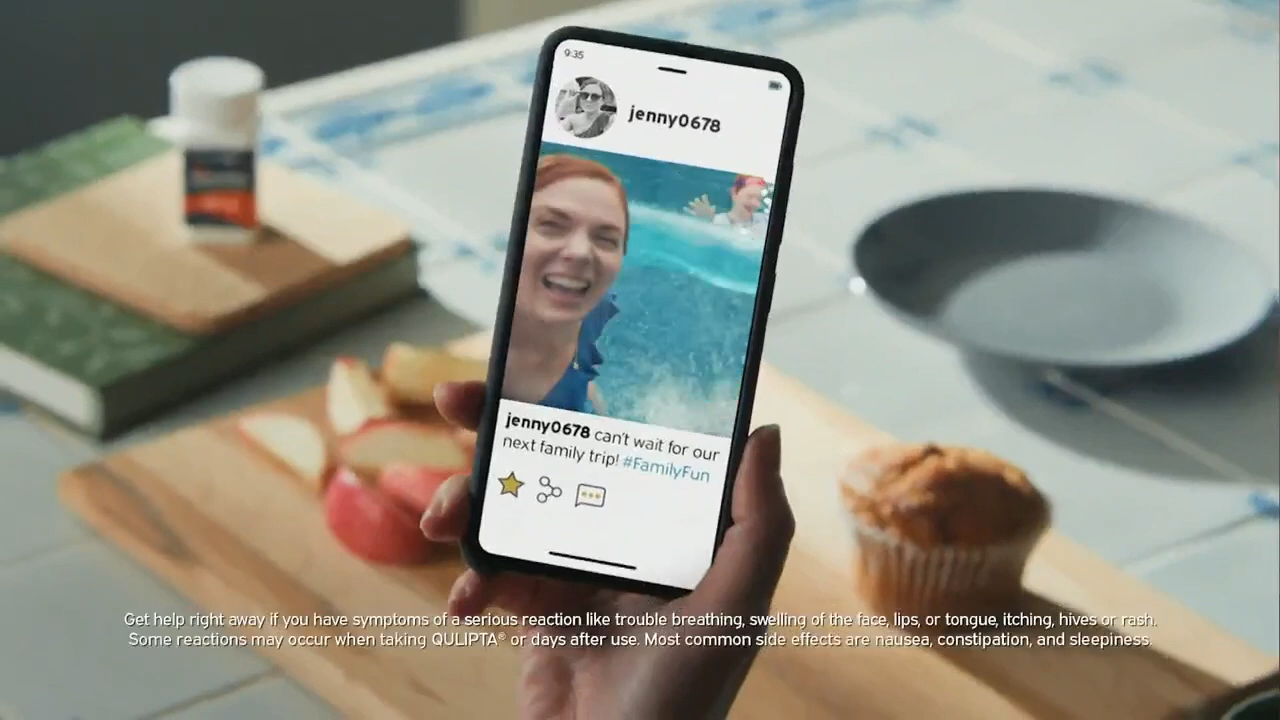 9:35
jenny0678
jenny0678 can't wait for our
next family trip! #FamilyFun
Get help right away if you have symptoms of a serious reaction like trouble breathing, swelling of the face, lips, or tongue, itching, hives or rash.
Some reactions may occur when taking QULIPTA® or days after use. Most common side effects are nausea, constipation, and sleepiness.